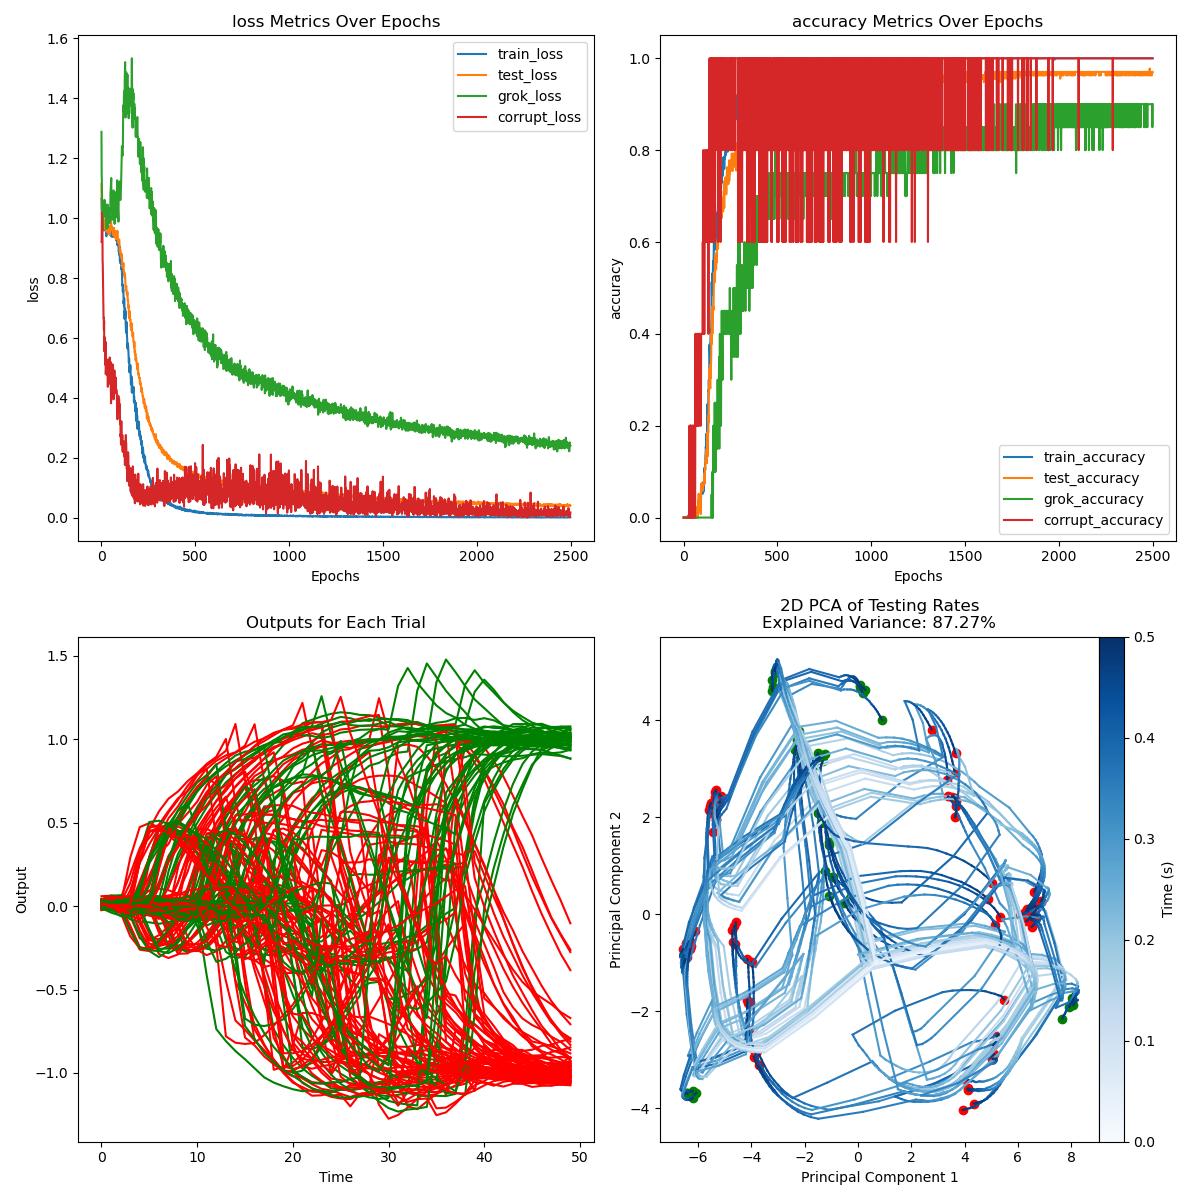 loss Metrics Over Epochs
1.6
1.4
1.2
1.0
0.8
0.6
0.4
0.2
0.0
loss
train_loss
test_loss
grok_loss
corrupt_loss
0 500 1000 1500 2000 2500
Epochs
accuracy Metrics Over Epochs
1.0
0.8
0.6
0.4
0.2
0.0
accuracy
train_accuracy
test_accuracy
grok_accuracy
corrupt_accuracy
0 500 1000 1500 2000 2500
Epochs
Outputs for Each Trial
1.5
1.0
0.5
0.0
−0.5
−1.0
Output
0 10 20 30 40 50
Time
2D PCA of Testing Rates
Explained Variance: 87.27%
4
2
0
−2
−4
Principal Component 2
−6 −4 −2 0 2 4 6 8
Principal Component 1
0.5
0.4
0.3
0.2
0.1
0.0
Time (s)